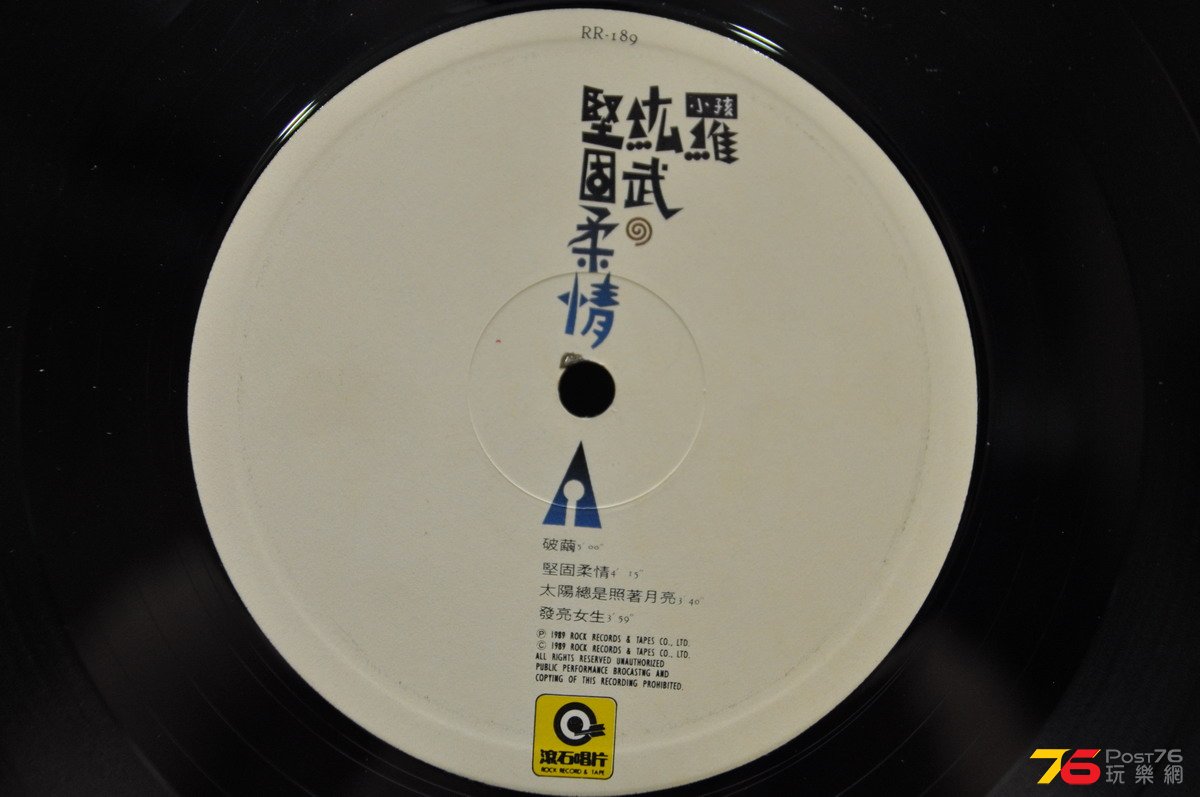 RR-189
小孩
羅
紘武
堅固柔情
A
破繭5' 00"
堅固柔情4' 15"
太陽總是照著月亮3' 40"
發亮女生3' 59"
Ⓟ 1989 ROCK RECORDS & TAPES CO., LTD.
Ⓒ 1989 ROCK RECORDS & TAPES CO., LTD.
ALL RIGHTS RESERVED UNAUTHORIZED
PUBLIC PERFORMANCE BROCASTNG AND
COPYING OF THIS RECORDING PROHIBITED.
滾石唱片
ROCK RECORD & TAPE
76 POST76
玩樂網